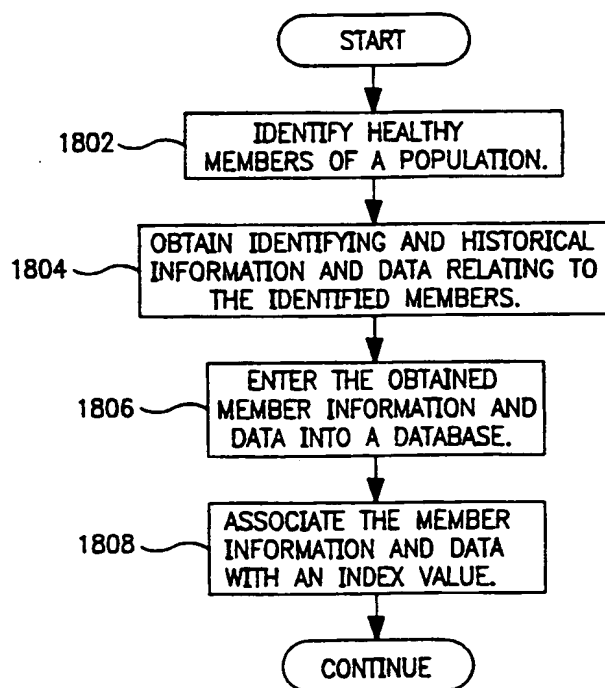 START
1802
IDENTIFY HEALTHY
MEMBERS OF A POPULATION.
1804
OBTAIN IDENTIFYING AND HISTORICAL
INFORMATION AND DATA RELATING TO
THE IDENTIFIED MEMBERS.
1806
ENTER THE OBTAINED
MEMBER INFORMATION AND
DATA INTO A DATABASE.
1808
ASSOCIATE THE MEMBER
INFORMATION AND DATA
WITH AN INDEX VALUE.
CONTINUE